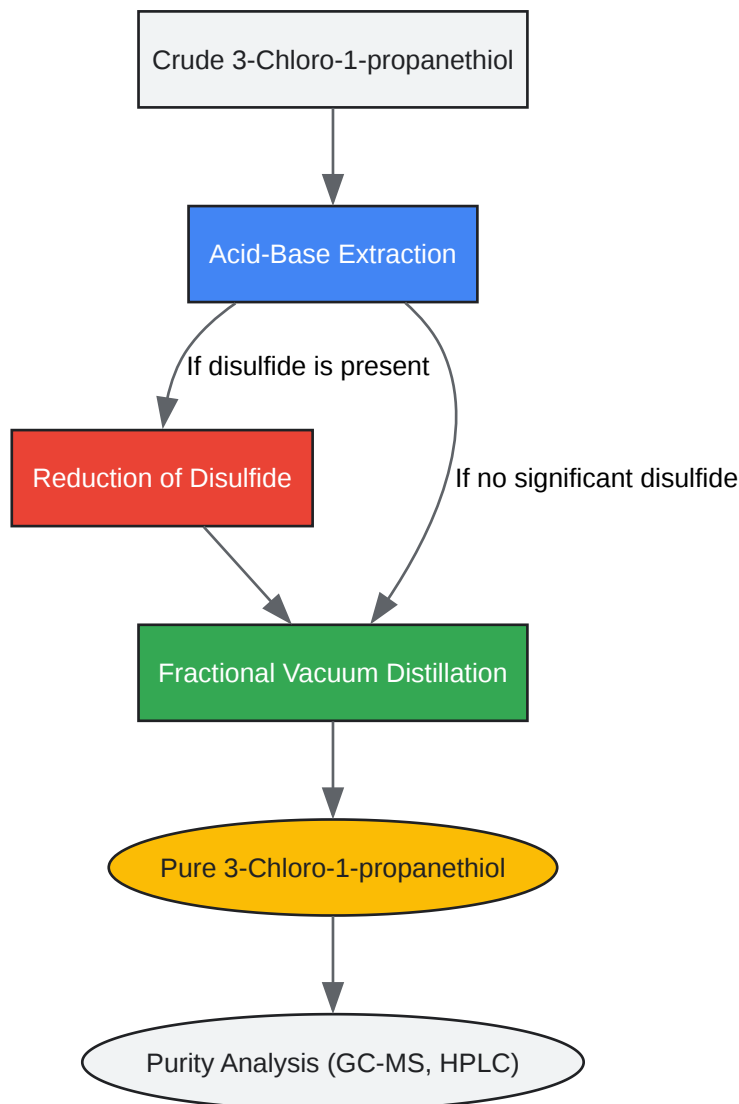 Crude 3-Chloro-1-propanethiol
Acid-Base Extraction
If disulfide is present
Reduction of Disulfide
If no significant disulfide
Fractional Vacuum Distillation
Pure 3-Chloro-1-propanethiol
Purity Analysis (GC-MS, HPLC)